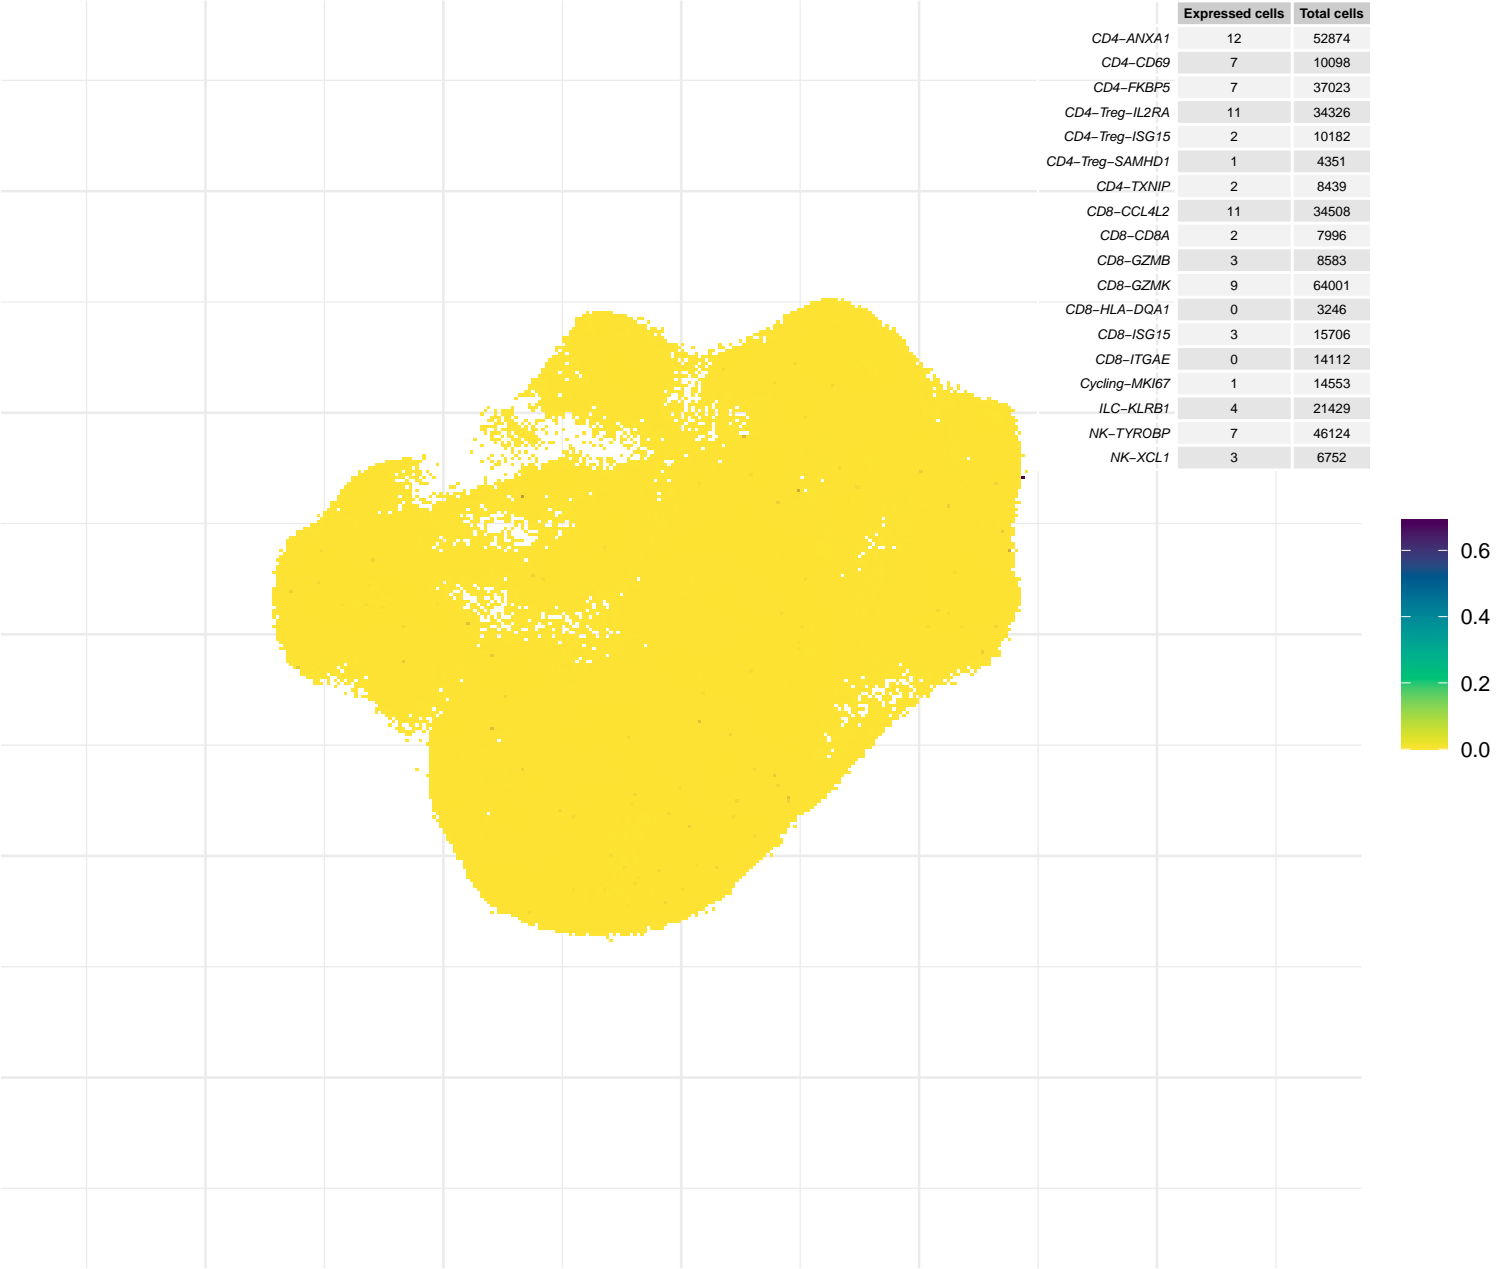 Expressed cells Total cells
CD4−ANXA1 12 52874
CD4−CD69 7 10098
CD4−FKBP5 7 37023
CD4−Treg−IL2RA 11 34326
CD4−Treg−ISG15 2 10182
CD4−Treg−SAMHD1 1 4351
CD4−TXNIP 2 8439
CD8−CCL4L2 11 34508
CD8−CD8A 2 7996
CD8−GZMB 3 8583
CD8−GZMK 9 64001
CD8−HLA−DQA1 0 3246
CD8−ISG15 3 15706
CD8−ITGAE 0 14112
Cycling−MKI67 1 14553
ILC−KLRB1 4 21429
NK−TYROBP 7 46124
NK−XCL1 3 6752
0.6
0.4
0.2
0.0